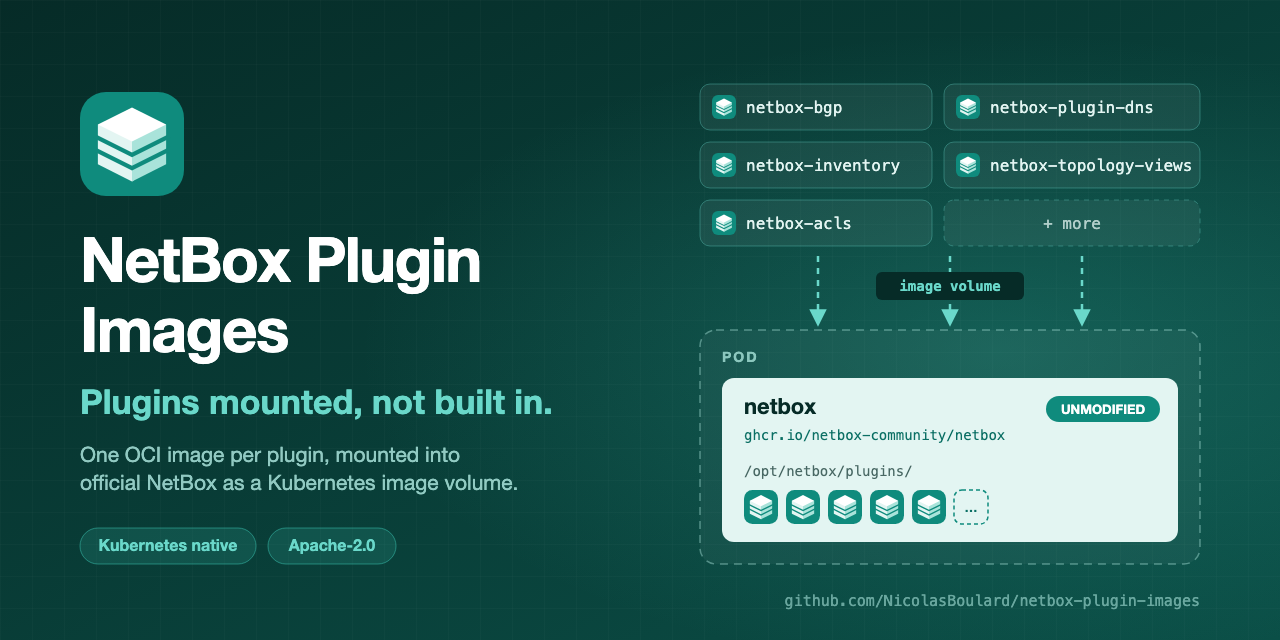 NetBox Plugin
Images
Plugins mounted, not built in.
One OCI image per plugin, mounted into
official NetBox as a Kubernetes image volume.
Kubernetes native
Apache-2.0
netbox-bgp
netbox-plugin-dns
netbox-inventory
netbox-topology-views
netbox-acls
+ more
image volume
POD
netbox
UNMODIFIED
ghcr.io/netbox-community/netbox
/opt/netbox/plugins/
...
github.com/NicolasBoulard/netbox-plugin-images